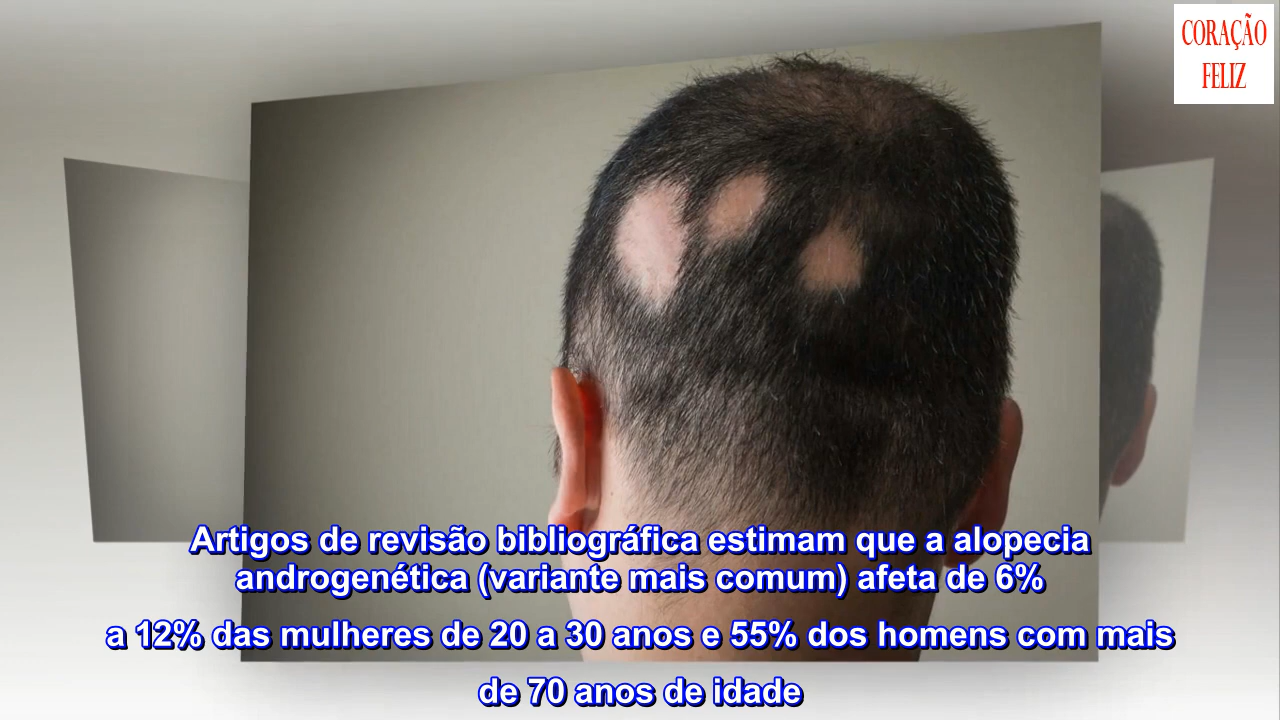 CORAÇÃO
FELIZ
Artigos de revisão bibliográfica estimam que a alopecia
androgenética (variante mais comum) afeta de 6%
a 12% das mulheres de 20 a 30 anos e 55% dos homens com mais
de 70 anos de idade